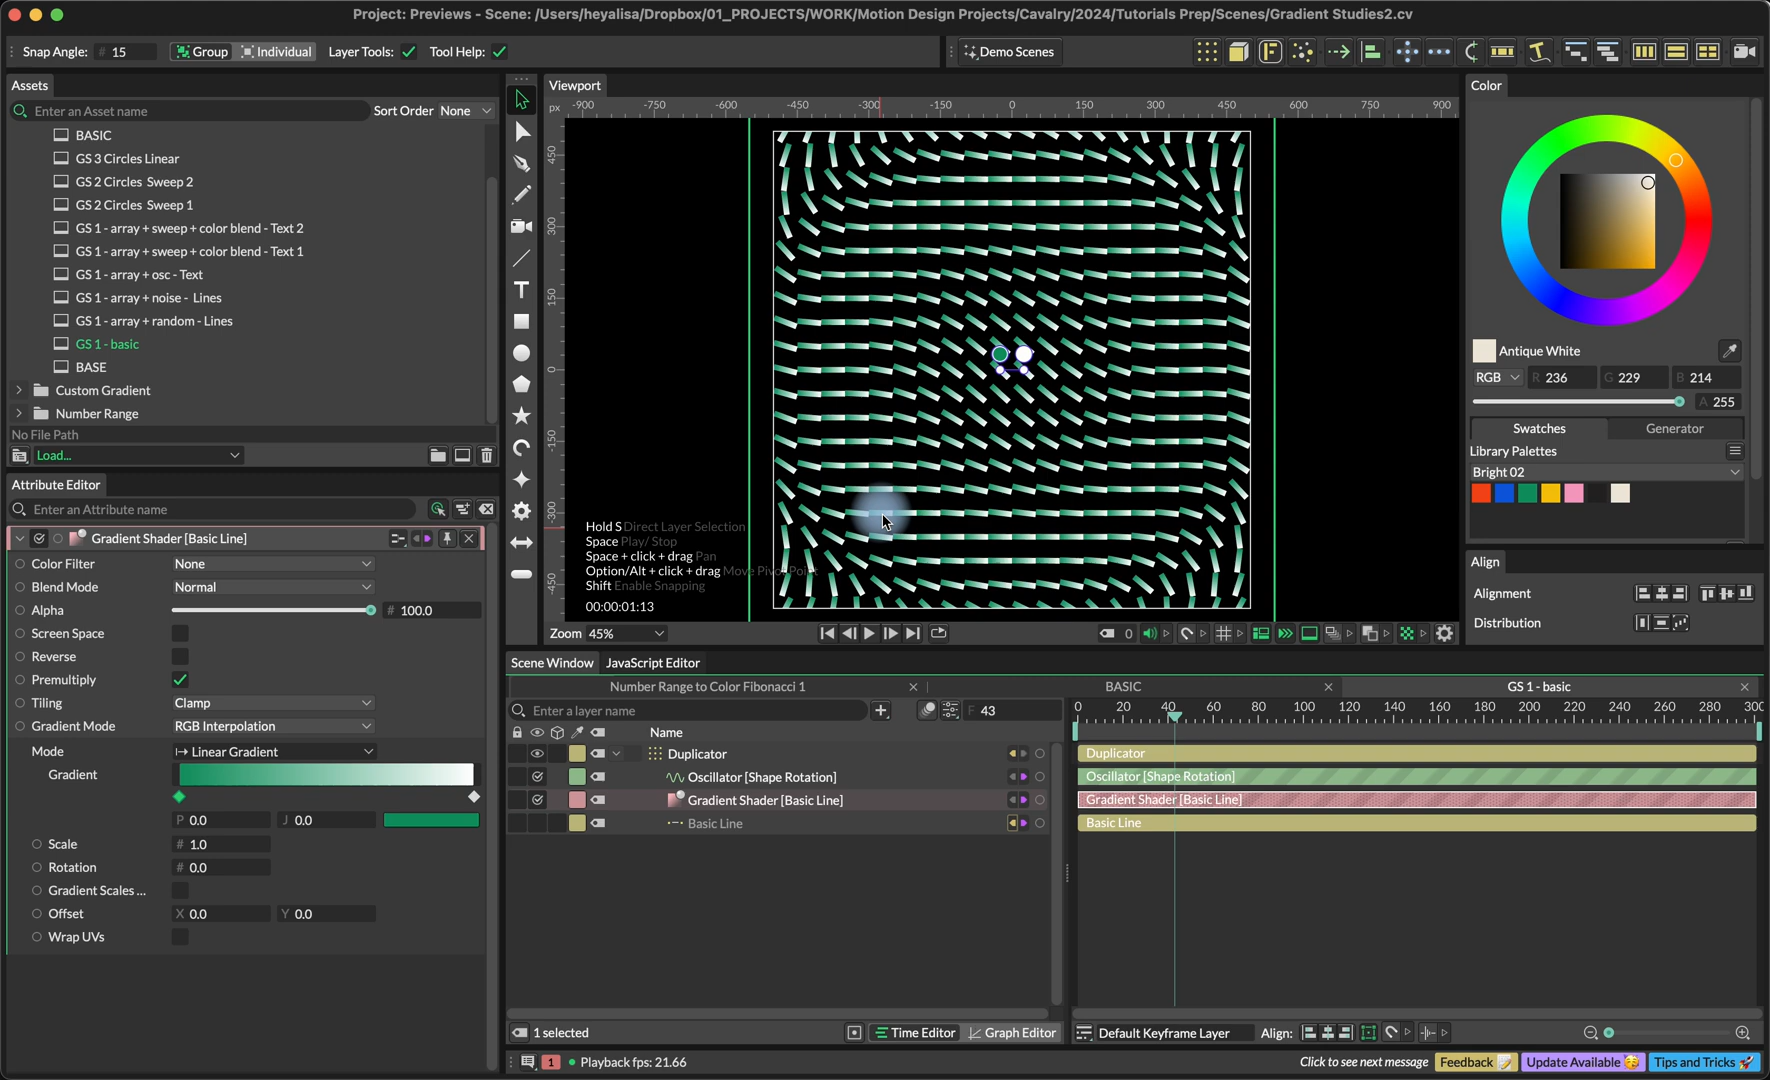 Project: Previews - Scene: /Users/heyalisa/Dropbox/01_PROJECTS/WORK/Motion Design Projects/Cavalry/2024/Tutorials Prep/Scenes/Gradient Studies2.cv
Snap Angle: # 15 Group Individual Layer Tools: Tool Help: Demo Scenes
Assets
Enter an Asset name Sort Order None
BASIC
GS 3 Circles Linear
GS 2 Circles Sweep 2
GS 2 Circles Sweep 1
GS 1 - array + sweep + color blend - Text 2
GS 1 - array + sweep + color blend - Text 1
GS 1 - array + osc - Text
GS 1 - array + noise - Lines
GS 1 - array + random - Lines
GS 1 - basic
BASE
Custom Gradient
Number Range
No File Path
Load...
Attribute Editor
Enter an Attribute name
Gradient Shader [Basic Line]
Color Filter None
Blend Mode Normal
Alpha # 100.0
Screen Space
Reverse
Premultiply
Tiling Clamp
Gradient Mode RGB Interpolation
Mode Linear Gradient
Gradient
P 0.0 J 0.0
Scale # 1.0
Rotation # 0.0
Gradient Scales ...
Offset X 0.0 Y 0.0
Wrap UVs
Viewport
px -900 -750 -600 -450 -300 -150 0 150 300 450 600 750 900
450
300
150
0
-150
-300
-450
Hold S Direct Layer Selection
Space Play/ Stop
Space + click + drag Pan
Option/Alt + click + drag Move Pivot Point
Shift Enable Snapping
00:00:01:13
Zoom 45% 0
Color
Antique White
RGB R 236 G 229 B 214
A 255
Swatches Generator
Library Palettes
Bright 02
Align
Alignment
Distribution
Scene Window JavaScript Editor
Number Range to Color Fibonacci 1 BASIC GS 1 - basic
Enter a layer name F 43
0 20 40 60 80 100 120 140 160 180 200 220 240 260 280 300
Name
Duplicator Duplicator
Oscillator [Shape Rotation] Oscillator [Shape Rotation]
Gradient Shader [Basic Line] Gradient Shader [Basic Line]
Basic Line Basic Line
1 selected Time Editor Graph Editor Default Keyframe Layer Align:
1 Playback fps: 21.66 Click to see next message Feedback Update Available Tips and Tricks